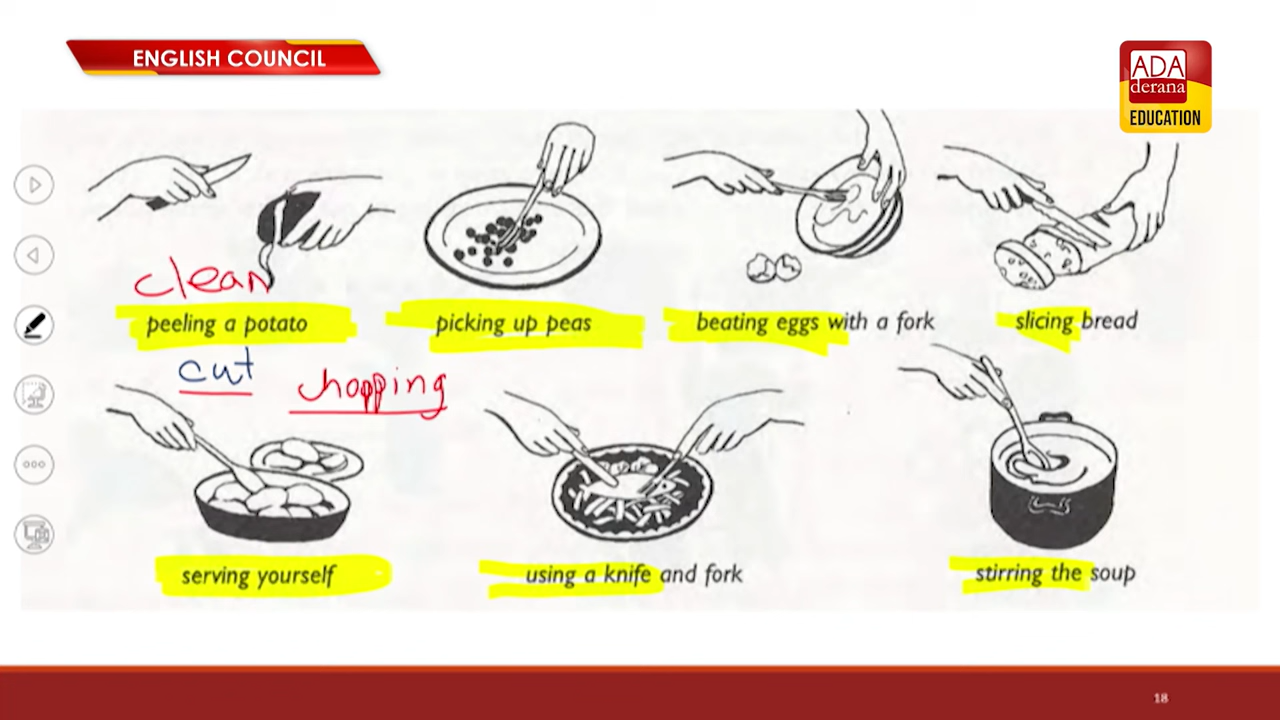 ENGLISH COUNCIL
ADA
derana
EDUCATION
clean
peeling a potato
picking up peas
beating eggs with a fork
slicing bread
cut
chopping
serving yourself
using a knife and fork
stirring the soup
18